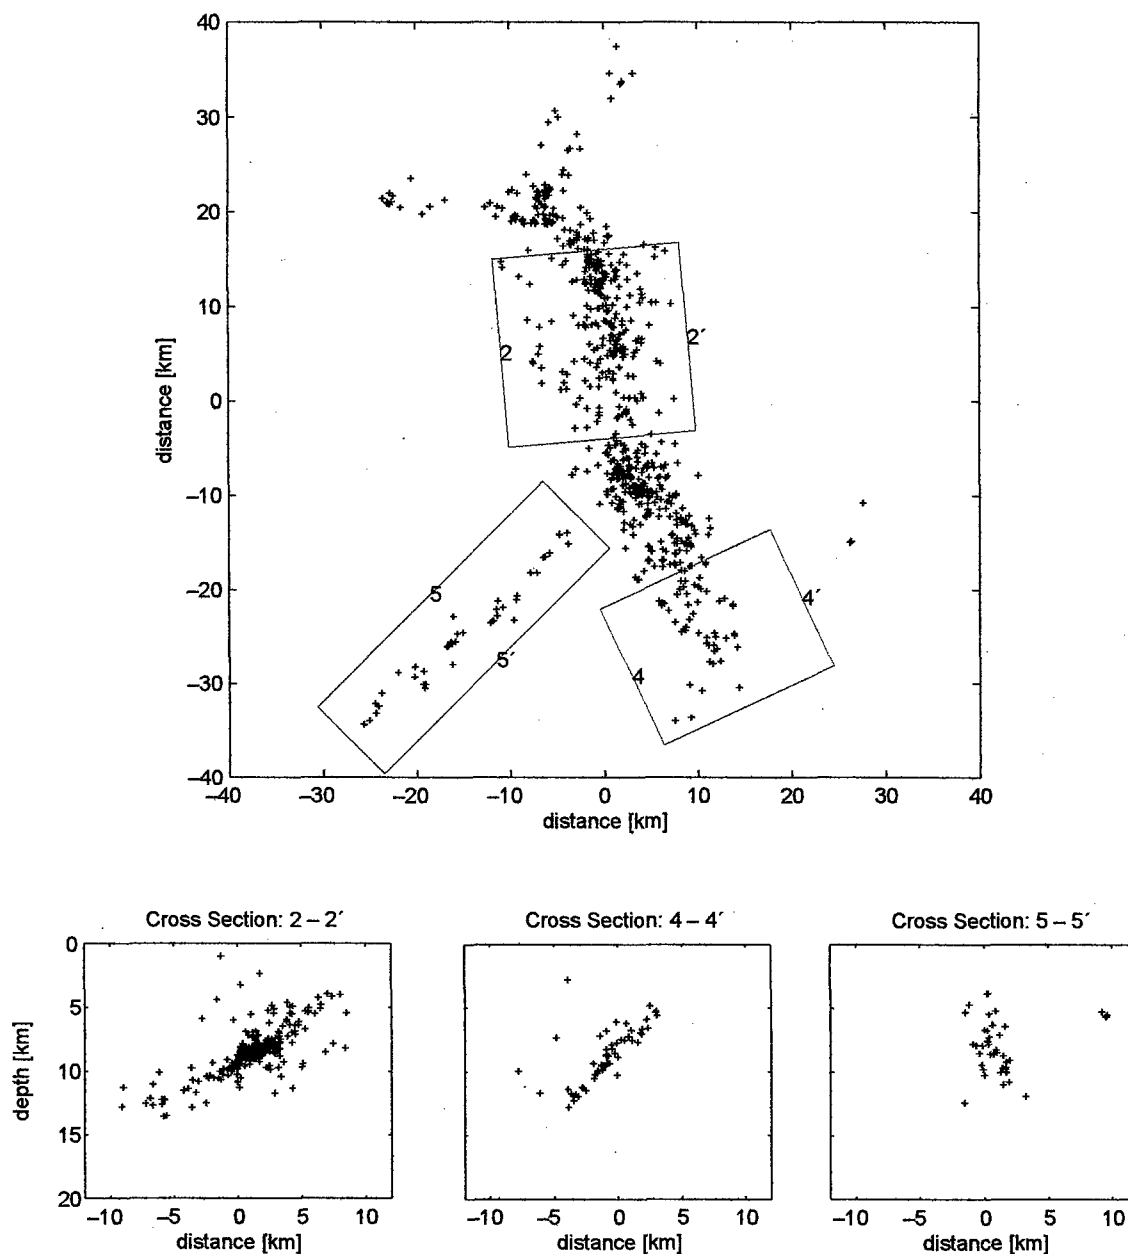 40
30
20
10
0
–10
–20
–30
–40
distance [km]
2
2´
5
5´
4
4´
–40 –30 –20 –10 0 10 20 30 40
distance [km]
Cross Section: 2 – 2´ Cross Section: 4 – 4´ Cross Section: 5 – 5´
0
5
10
15
20
depth [km]
–10 –5 0 5 10 –10 –5 0 5 10 –10 –5 0 5 10
distance [km] distance [km] distance [km]